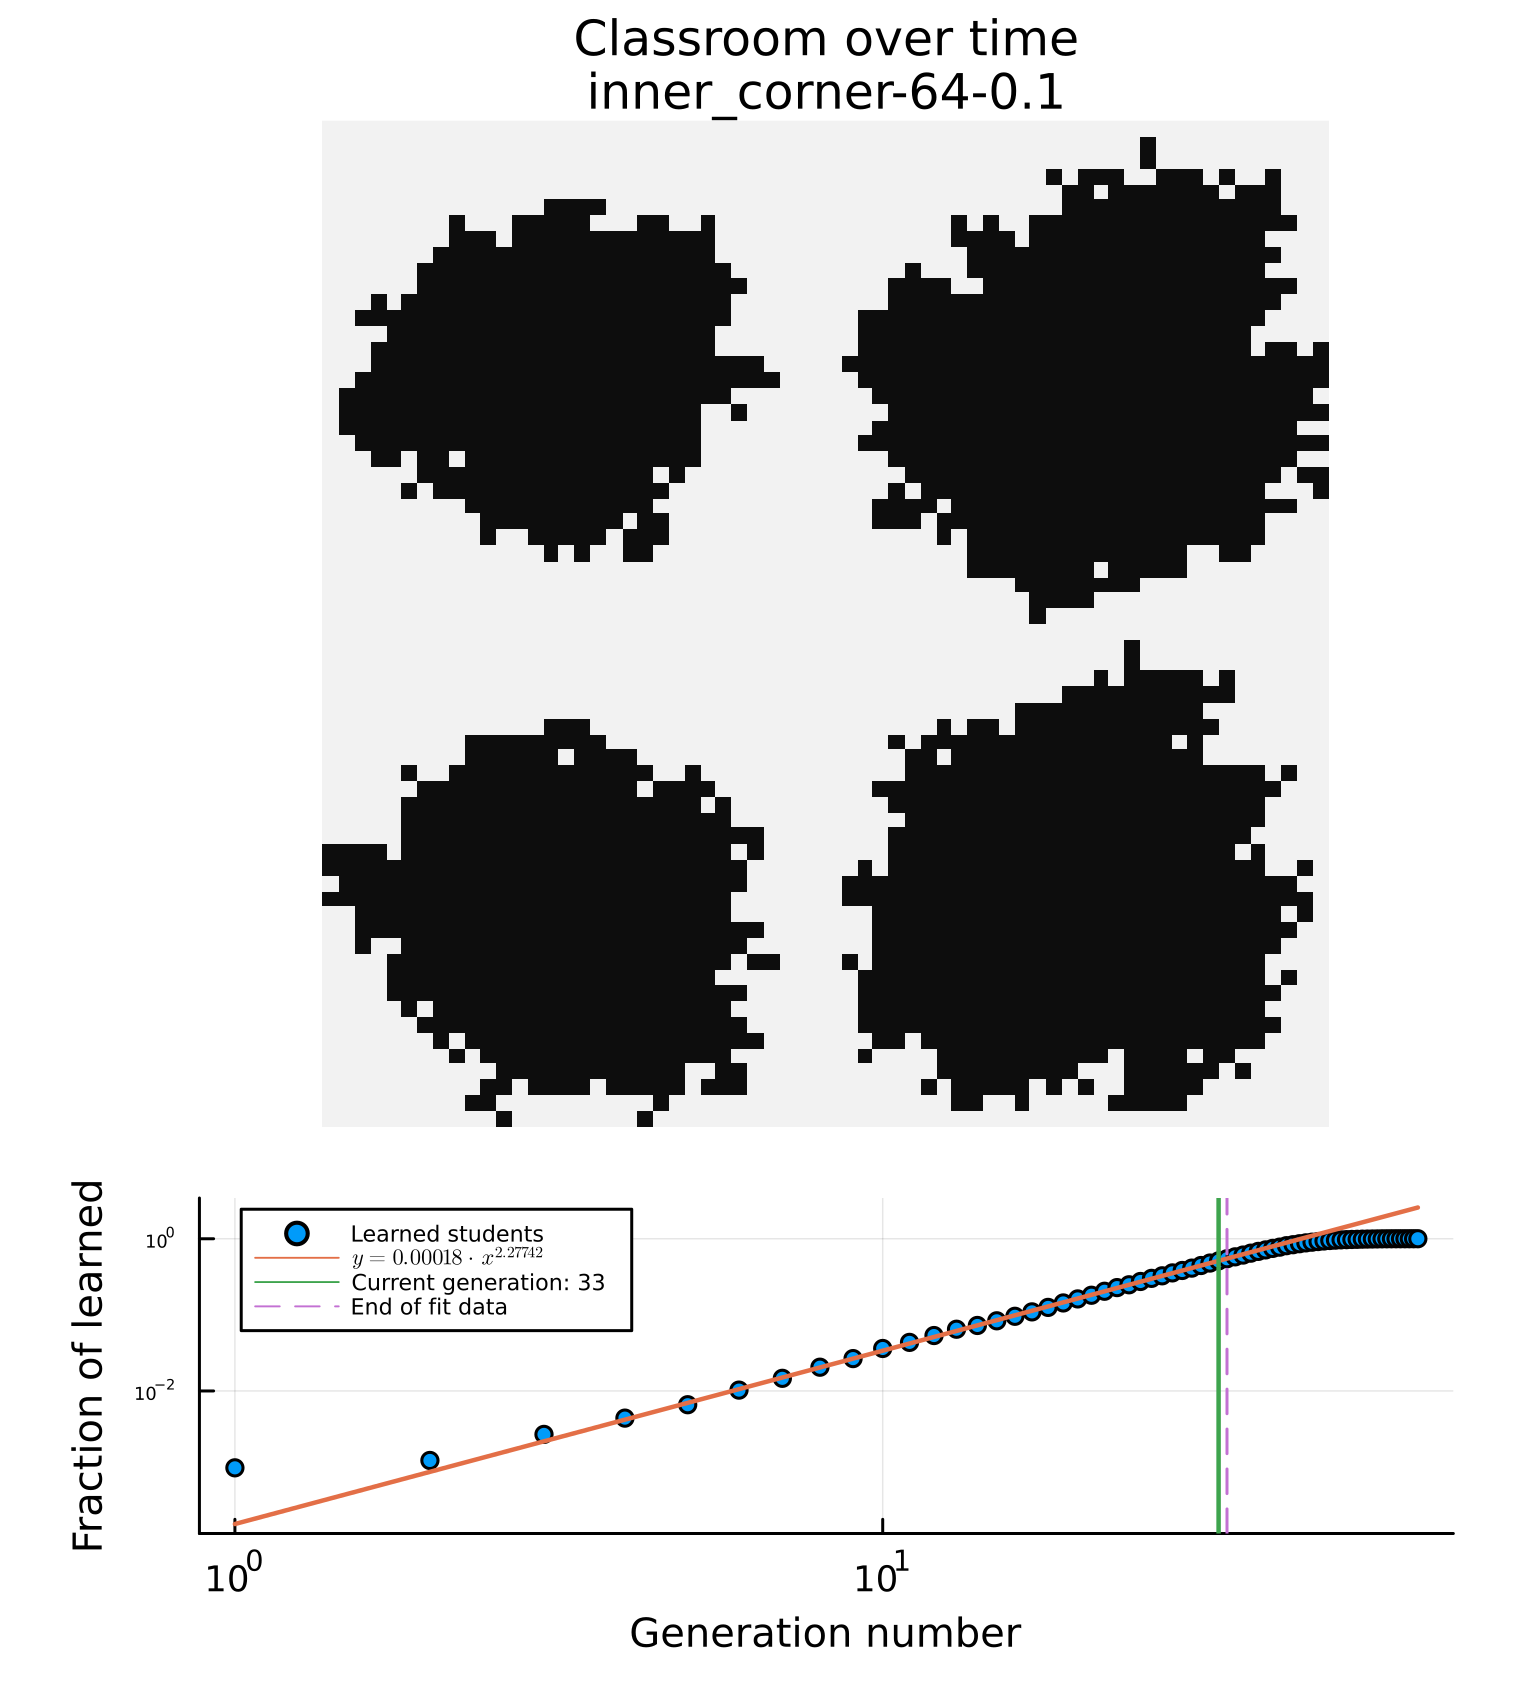 Classroom over time
inner_corner-64-0.1
Fraction of learned
10^0
10^-2
Learned students
y = 0.00018 · x^2.27742
Current generation: 33
End of fit data
10^0
10^1
Generation number